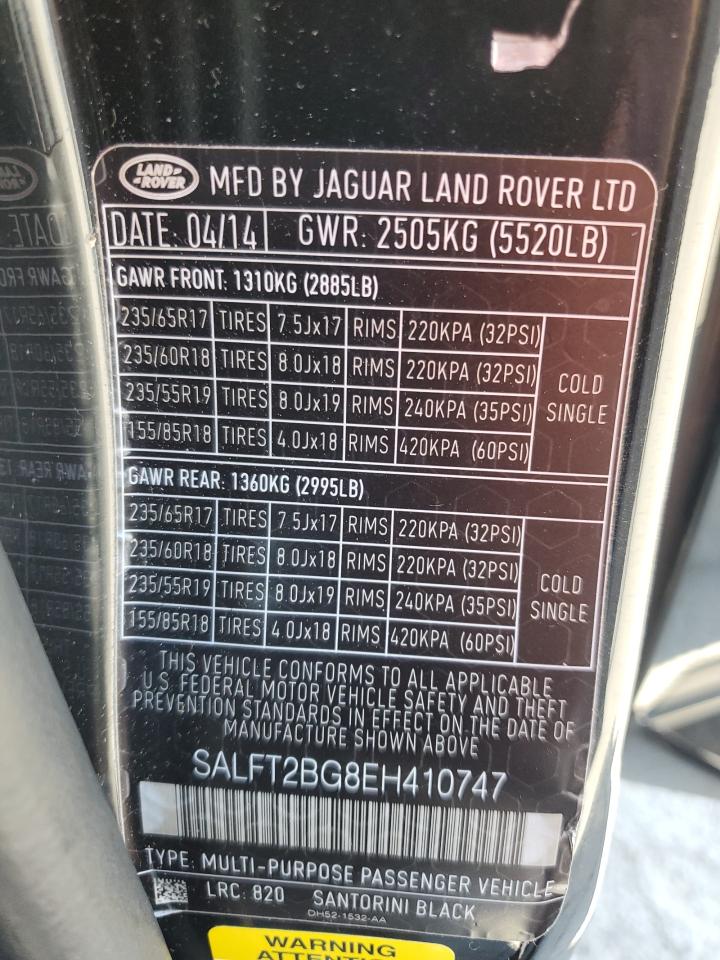 LAND ROVER MFD BY JAGUAR LAND ROVER LTD
DATE: 04/14 GWR: 2505KG (5520LB)
GAWR FRONT: 1310KG (2885LB)
235/65R17 TIRES 7.5Jx17 RIMS 220KPA (32PSI)
235/60R18 TIRES 8.0Jx18 RIMS 220KPA (32PSI)
235/55R19 TIRES 8.0Jx19 RIMS 240KPA (35PSI)
155/85R18 TIRES 4.0Jx18 RIMS 420KPA (60PSI)
COLD
SINGLE
GAWR REAR: 1360KG (2995LB)
235/65R17 TIRES 7.5Jx17 RIMS 220KPA (32PSI)
235/60R18 TIRES 8.0Jx18 RIMS 220KPA (32PSI)
235/55R19 TIRES 8.0Jx19 RIMS 240KPA (35PSI)
155/85R18 TIRES 4.0Jx18 RIMS 420KPA (60PSI)
COLD
SINGLE
THIS VEHICLE CONFORMS TO ALL APPLICABLE
U.S. FEDERAL MOTOR VEHICLE SAFETY AND THEFT
PREVENTION STANDARDS IN EFFECT ON THE DATE OF
MANUFACTURE SHOWN ABOVE
SALFT2BG8EH410747
TYPE: MULTI-PURPOSE PASSENGER VEHICLE
LRC: 820 SANTORINI BLACK
DH52-1532-AA
WARNING
ATTENTION